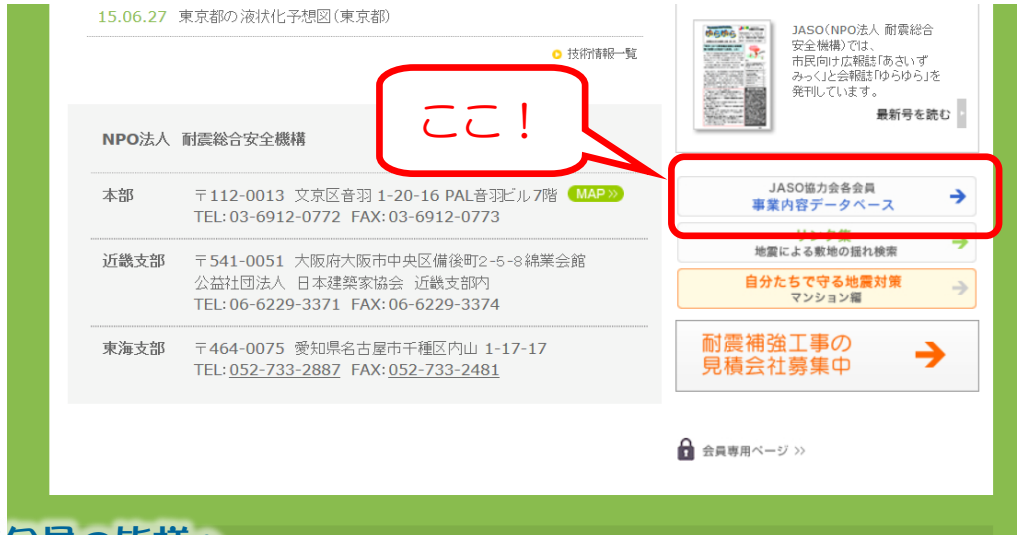 15.06.27 東京都の液状化予想図(東京都)
技術情報一覧
NPO法人 耐震総合安全機構
本部 〒112-0013 文京区音羽 1-20-16 PAL音羽ビル7階 MAP »
TEL:03-6912-0772 FAX:03-6912-0773
近畿支部 〒541-0051 大阪府大阪市中央区備後町2-5-8綿業会館
公益社団法人 日本建築家協会 近畿支部内
TEL:06-6229-3371 FAX:06-6229-3374
東海支部 〒464-0075 愛知県名古屋市千種区内山 1-17-17
TEL:052-733-2887 FAX:052-733-2481
ここ！
ゆらゆら
JASO(NPO法人 耐震総合
安全機構)では、
市民向け広報誌「あさいず
みっく」と会報誌「ゆらゆら」を
発刊しています。
最新号を読む
JASO協力会各会員
事業内容データベース
リンク集
地震による敷地の揺れ検索
自分たちで守る地震対策
マンション編
耐震補強工事の
見積会社募集中
会員専用ページ »
の皆様へ